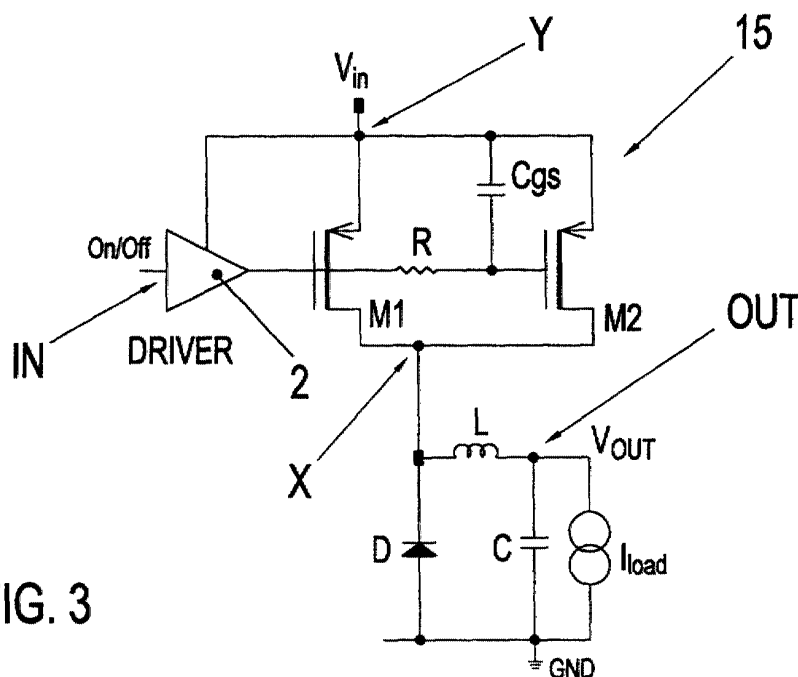 Y
15
Vin
Cgs
On/Off
R
M1
M2
IN
DRIVER
2
OUT
X
L
VOUT
D
C
Iload
IG. 3
GND